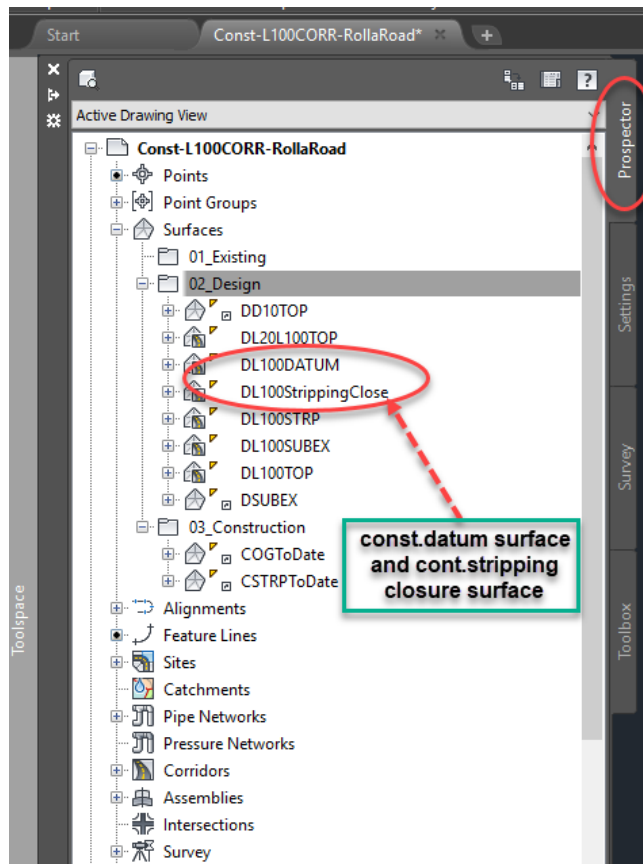 Start
Const-L100CORR-RollaRoad*
Active Drawing View
Const-L100CORR-RollaRoad
Points
Point Groups
Surfaces
01_Existing
02_Design
DD10TOP
DL20L100TOP
DL100DATUM
DL100StrippingClose
DL100STRP
DL100SUBEX
DL100TOP
DSUBEX
03_Construction
COGToDate
CSTRPToDate
Alignments
Feature Lines
Sites
Catchments
Pipe Networks
Pressure Networks
Corridors
Assemblies
Intersections
Survey
const.datum surface
and cont.stripping
closure surface
Prospector
Settings
Survey
Toolbox
Toolspace